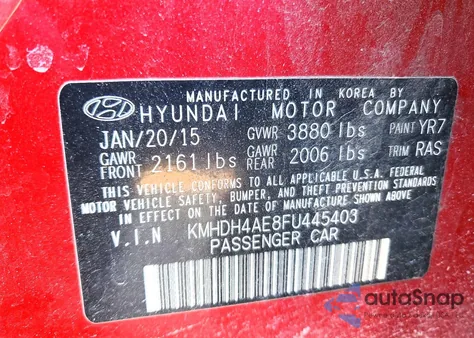 MANUFACTURED IN KOREA BY
HYUNDAI MOTOR COMPANY
JAN/20/15 GVWR 3880 lbs PAINT YR7
GAWR FRONT 2161 lbs GAWR REAR 2006 lbs TRIM RAS
THIS VEHICLE CONFORMS TO ALL APPLICABLE U.S. FEDERAL
MOTOR VEHICLE SAFETY, BUMPER, AND THEFT PREVENTION STANDARDS
IN EFFECT ON THE DATE OF MANUFACTURE SHOWN ABOVE.
V.I.N KMHDH4AE8FU445403
PASSENGER CAR
autoSnap